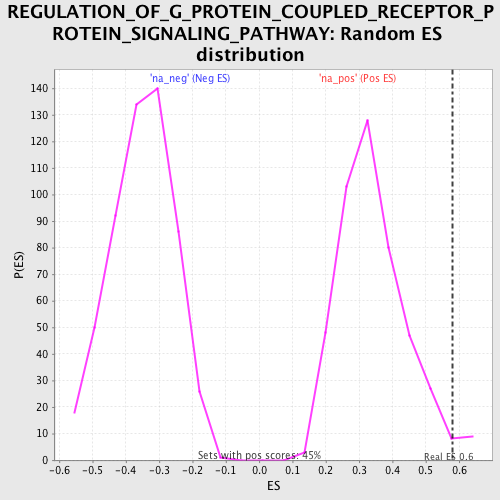 REGULATION_OF_G_PROTEIN_COUPLED_RECEPTOR_P
ROTEIN_SIGNALING_PATHWAY: Random ES
distribution
'na_neg' (Neg ES) 'na_pos' (Pos ES)
140
130
120
110
100
90
80
70
60
50
40
30
20
10
0
P(ES)
Sets with pos scores: 45%
Real ES 0.6
-0.6 -0.5 -0.4 -0.3 -0.2 -0.1 0.0 0.1 0.2 0.3 0.4 0.5 0.6
ES